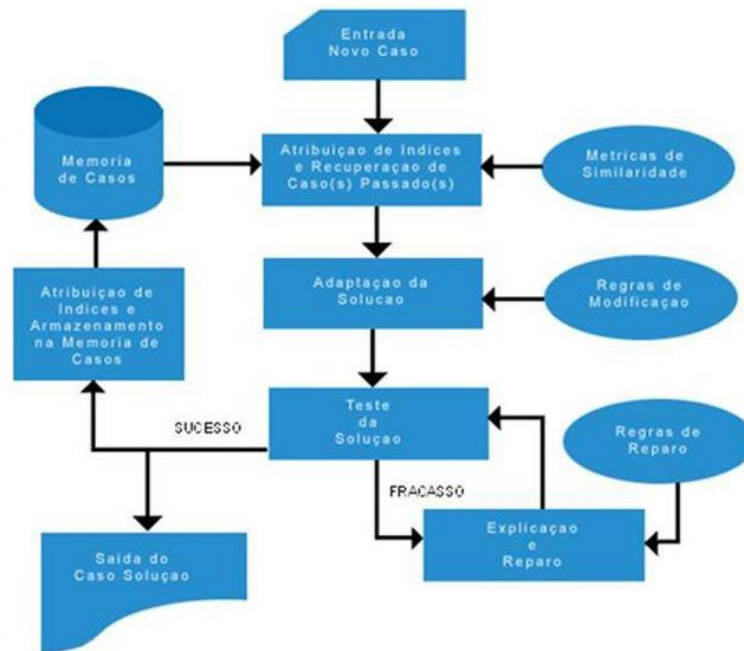 Entrada
Novo Caso
Memoria
de Casos
Atribuiçao de Indices
e Recuperaçao de
Caso(s) Passado(s)
Metricas de
Similaridade
Atribuiçao de
Indices e
Armazenamento
na Memoria de
Casos
Adaptaçao da
Solucao
Regras de
Modificaçao
SUCESSO
Teste
da
Soluçao
Regras de
Reparo
FRACASSO
Explicaçao
e
Reparo
Saida do
Caso Soluçao